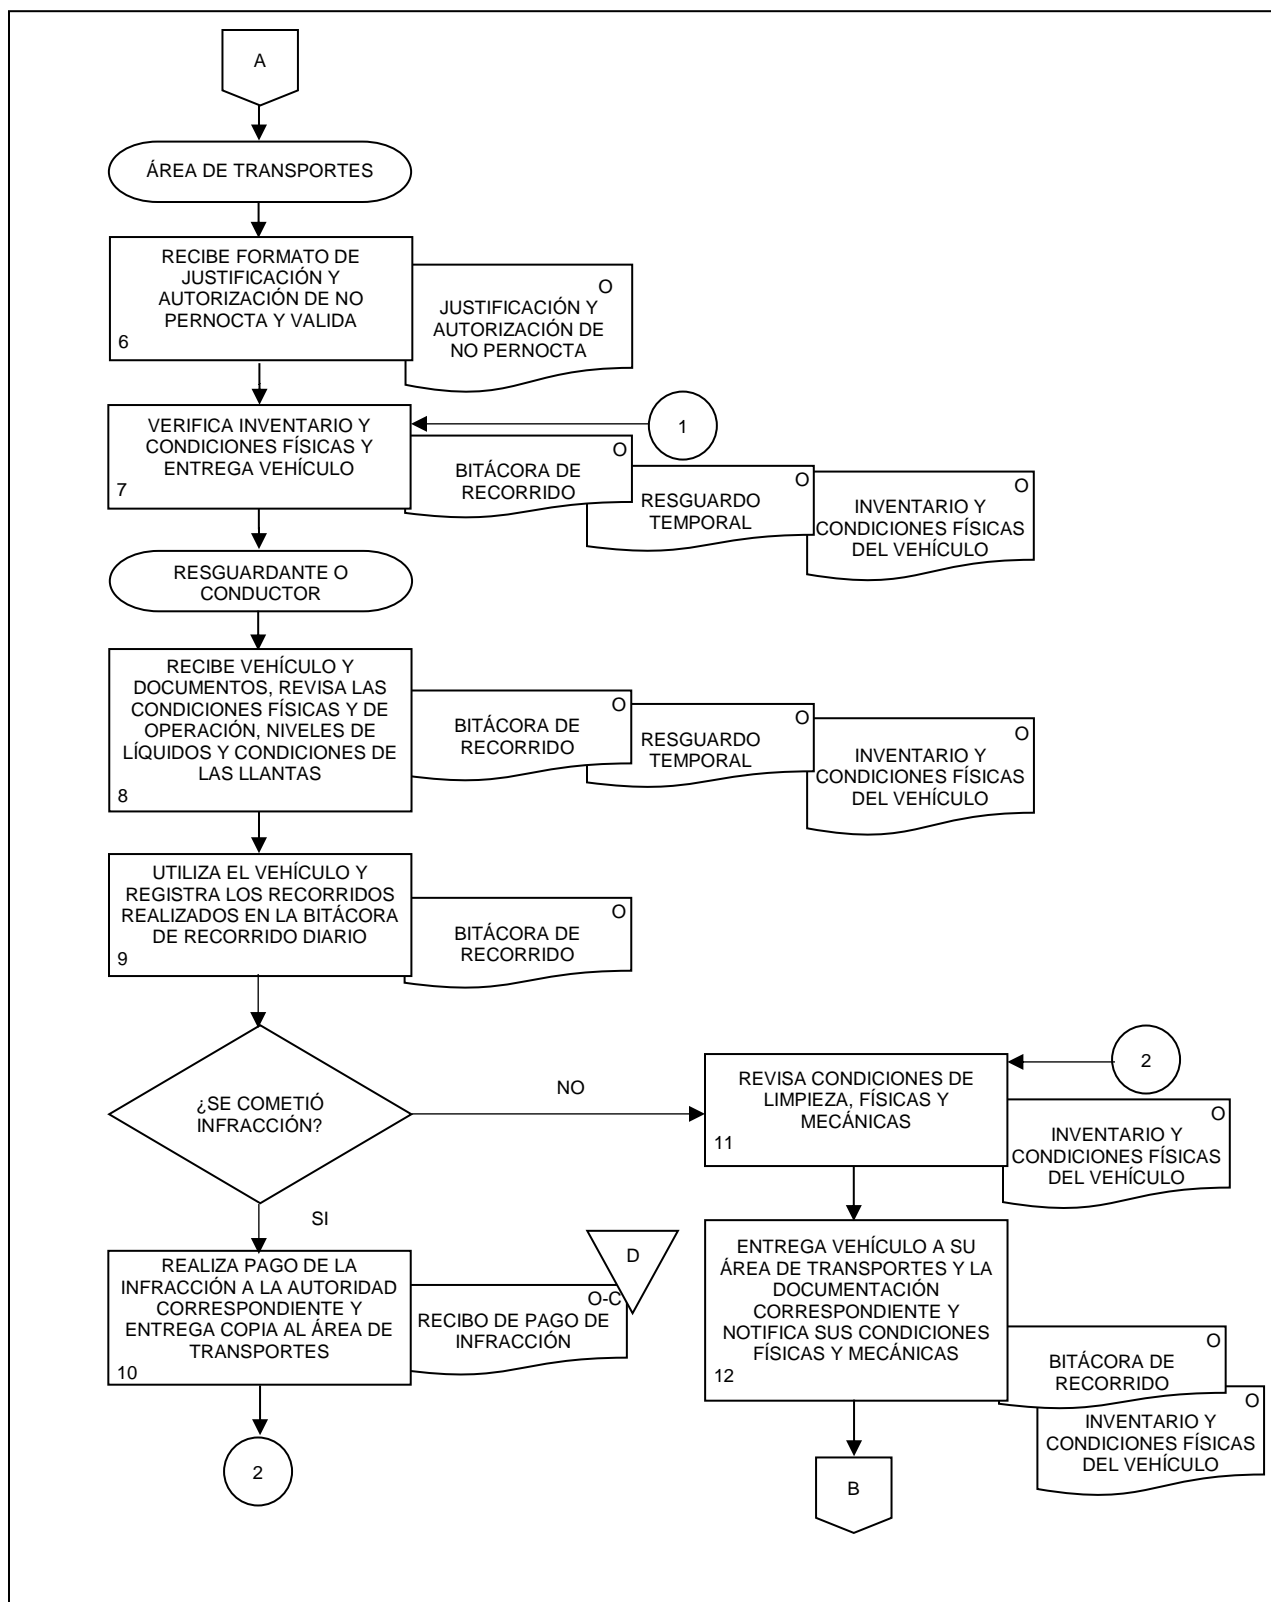 A
ÁREA DE TRANSPORTES
RECIBE FORMATO DE
JUSTIFICACIÓN Y
AUTORIZACIÓN DE NO
PERNOCTA Y VALIDA
6
O
JUSTIFICACIÓN Y
AUTORIZACIÓN DE
NO PERNOCTA
VERIFICA INVENTARIO Y
CONDICIONES FÍSICAS Y
ENTREGA VEHÍCULO
7
1
O
BITÁCORA DE
RECORRIDO
O
RESGUARDO
TEMPORAL
O
INVENTARIO Y
CONDICIONES FÍSICAS
DEL VEHÍCULO
RESGUARDANTE O
CONDUCTOR
RECIBE VEHÍCULO Y
DOCUMENTOS, REVISA LAS
CONDICIONES FÍSICAS Y DE
OPERACIÓN, NIVELES DE
LÍQUIDOS Y CONDICIONES DE
LAS LLANTAS
8
O
BITÁCORA DE
RECORRIDO
O
RESGUARDO
TEMPORAL
O
INVENTARIO Y
CONDICIONES FÍSICAS
DEL VEHÍCULO
UTILIZA EL VEHÍCULO Y
REGISTRA LOS RECORRIDOS
REALIZADOS EN LA BITÁCORA
DE RECORRIDO DIARIO
9
O
BITÁCORA DE
RECORRIDO
¿SE COMETIÓ
INFRACCIÓN?
NO
SI
REALIZA PAGO DE LA
INFRACCIÓN A LA AUTORIDAD
CORRESPONDIENTE Y
ENTREGA COPIA AL ÁREA DE
TRANSPORTES
10
D
O-C
RECIBO DE PAGO DE
INFRACCIÓN
2
2
REVISA CONDICIONES DE
LIMPIEZA, FÍSICAS Y
MECÁNICAS
11
O
INVENTARIO Y
CONDICIONES FÍSICAS
DEL VEHÍCULO
ENTREGA VEHÍCULO A SU
ÁREA DE TRANSPORTES Y LA
DOCUMENTACIÓN
CORRESPONDIENTE Y
NOTIFICA SUS CONDICIONES
FÍSICAS Y MECÁNICAS
12
O
BITÁCORA DE
RECORRIDO
O
INVENTARIO Y
CONDICIONES FÍSICAS
DEL VEHÍCULO
B